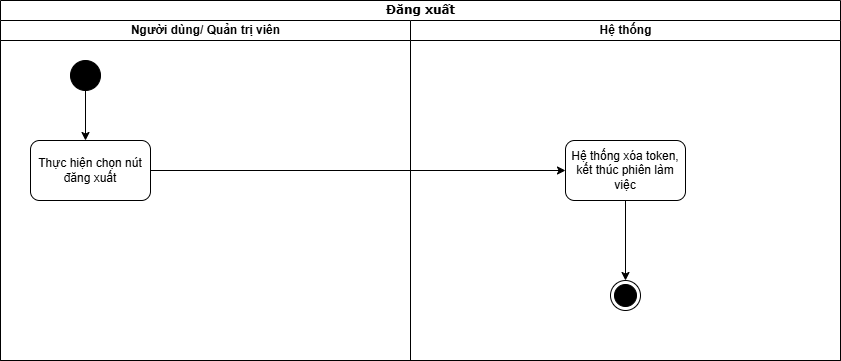 Đăng xuất
Người dùng/ Quản trị viên
Hệ thống
Thực hiện chọn nút
đăng xuất
Hệ thống xóa token,
kết thúc phiên làm
việc